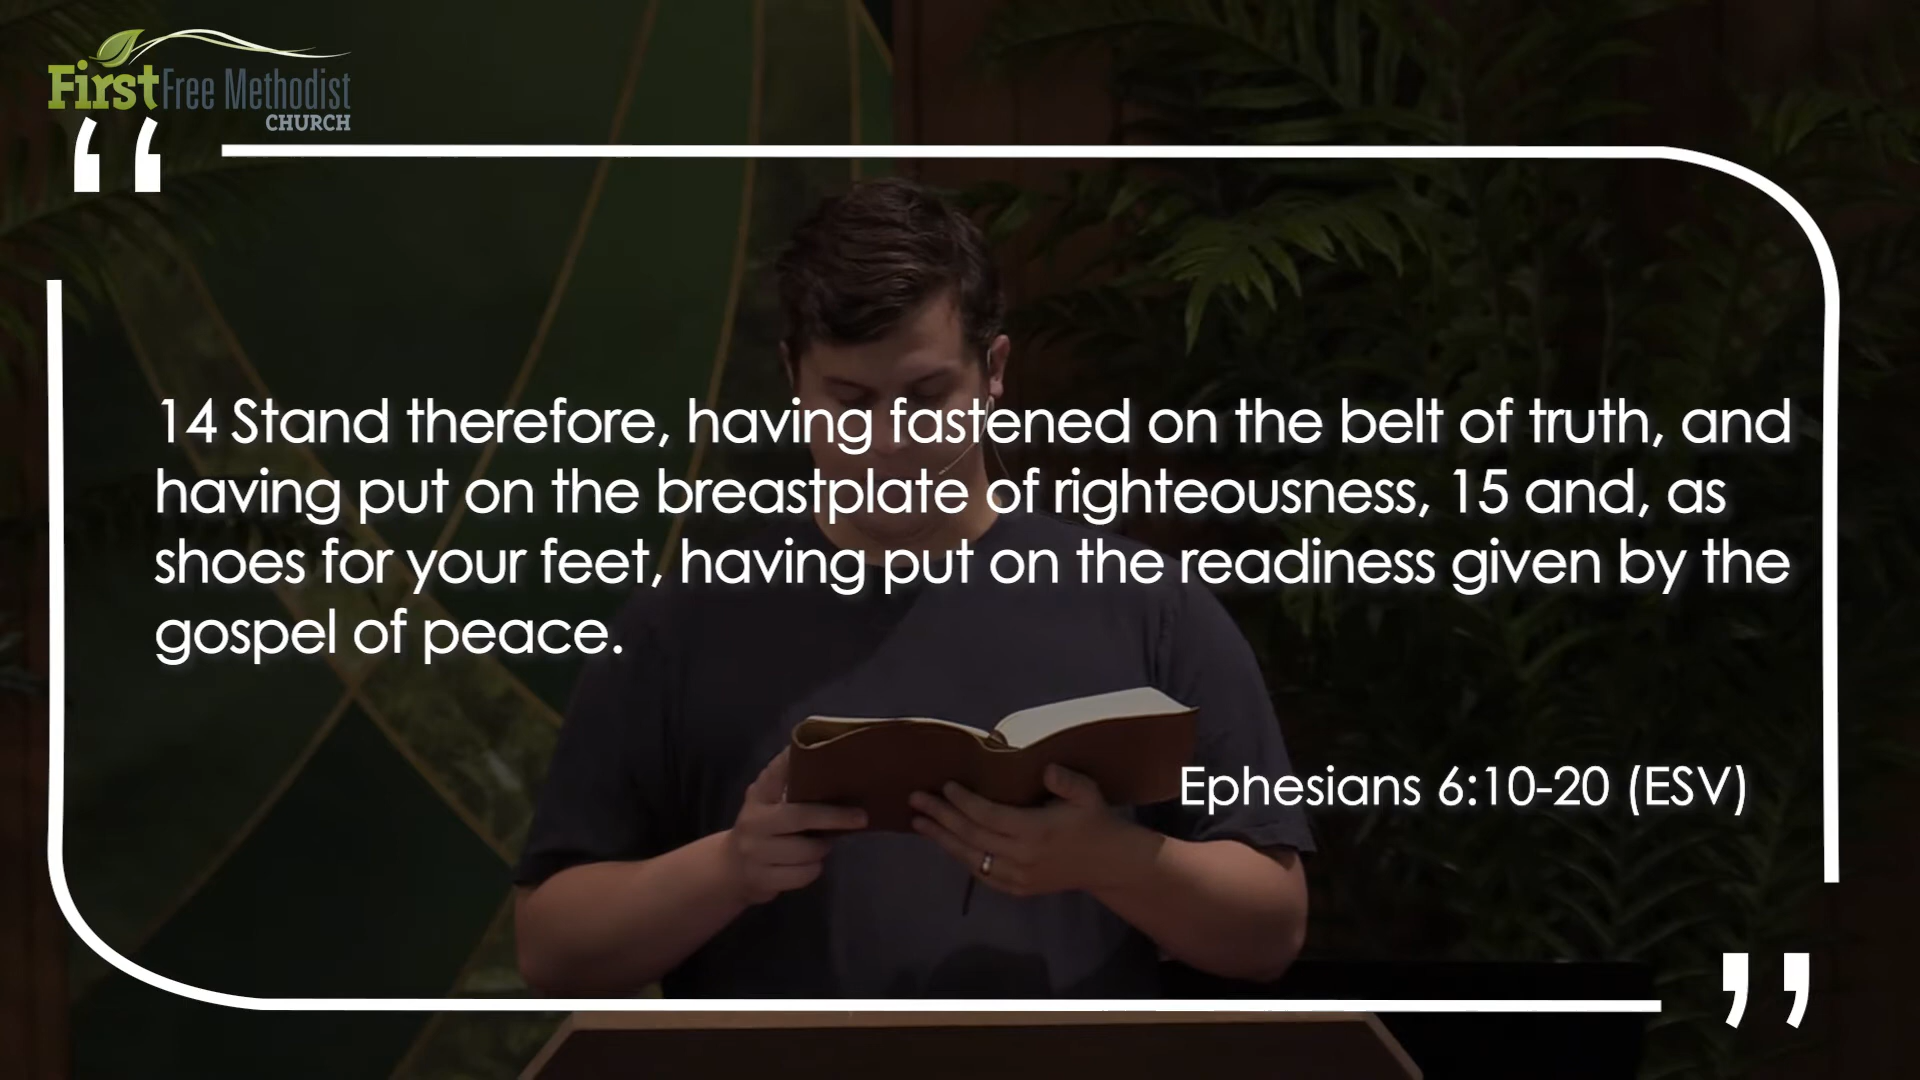 First Free Methodist
CHURCH
“
14 Stand therefore, having fastened on the belt of truth, and
having put on the breastplate of righteousness, 15 and, as
shoes for your feet, having put on the readiness given by the
gospel of peace.
Ephesians 6:10-20 (ESV)
”